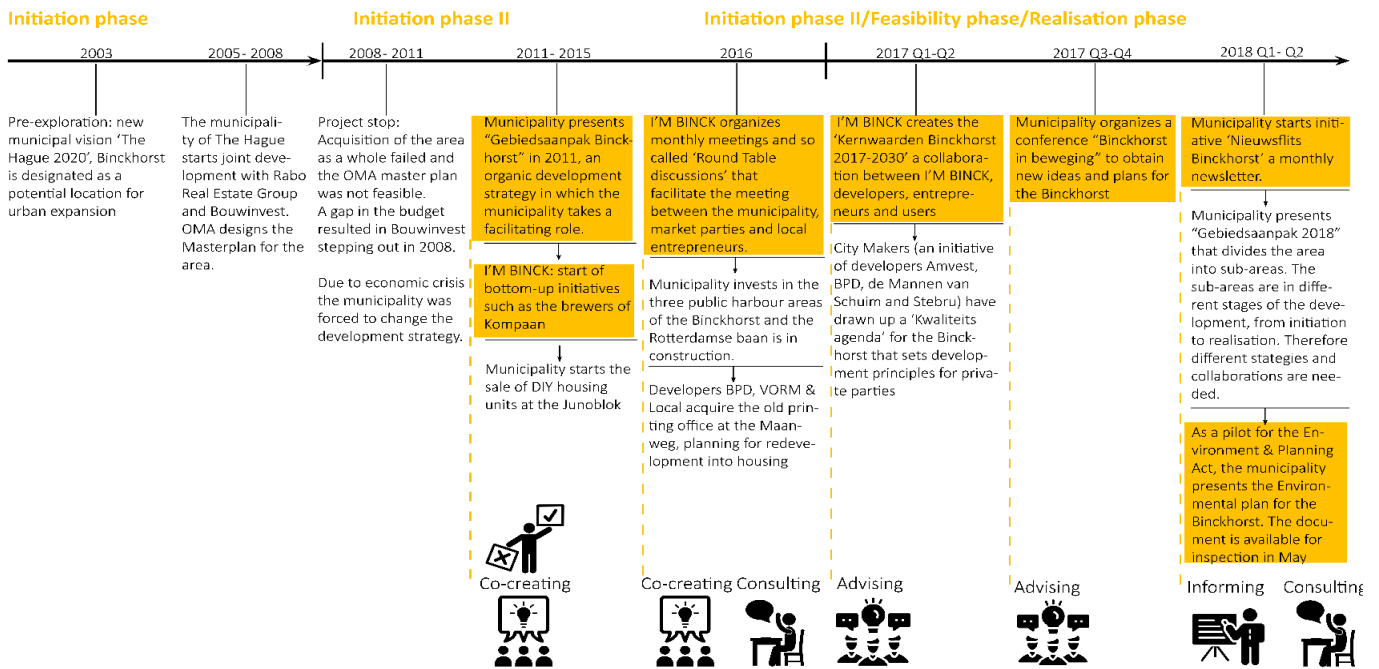 Initiation phase
Initiation phase II
Initiation phase II/Feasibility phase/Realisation phase
2003
2005- 2008
2008- 2011
2011- 2015
2016
2017 Q1-Q2
2017 Q3-Q4
2018 Q1- Q2
Pre-exploration: new
municipal vision ‘The
Hague 2020’, Binckhorst
is designated as a
potential location for
urban expansion
The municipali-
ty of The Hague
starts joint deve-
lopment with Rabo
Real Estate Group
and Bouwinvest.
OMA designs the
Masterplan for the
area.
Project stop:
Acquisition of the area
as a whole failed and
the OMA master plan
was not feasible.
A gap in the budget
resulted in Bouwinvest
stepping out in 2008.
Due to economic crisis
the municipality was
forced to change the
development strategy.
Municipality presents
“Gebiedsaanpak Binck-
horst” in 2011, an
organic development
strategy in which the
municipality takes a
facilitating role.
I’M BINCK: start of
bottom-up initiatives
such as the brewers of
Kompaan
Municipality starts the
sale of DIY housing
units at the Junoblok
I’M BINCK organizes
monthly meetings and so
called ‘Round Table
discussions’ that
facilitate the meeting
between the municipality,
market parties and local
entrepreneurs.
Municipality invests in the
three public harbour areas
of the Binckhorst and the
Rotterdamse baan is in
construction.
Developers BPD, VORM &
Local acquire the old prin-
ting office at the Maan-
weg, planning for redeve-
lopment into housing
I’M BINCK creates the
‘Kernwaarden Binckhorst
2017-2030’ a collabora-
tion between I’M BINCK,
developers, entrepre-
neurs and users
City Makers (an initiative
of developers Amvest,
BPD, de Mannen van
Schuim and Stebru) have
drawn up a ‘Kwaliteits
agenda’ for the Binck-
horst that sets develop-
ment principles for priva-
te parties
Municipality organizes a
conference “Binckhorst
in beweging” to obtain
new ideas and plans for
the Binckhorst
Municipality starts initi-
ative ‘Nieuwsflits
Binckhorst’ a monthly
newsletter.
Municipality presents
“Gebiedsaanpak 2018”
that divides the area
into sub-areas. The
sub-areas are in diffe-
rent stages of the deve-
lopment, from initiation
to realisation. Therefore
different stategies and
collaborations are nee-
ded.
As a pilot for the En-
vironment & Planning
Act, the municipality
presents the Environ-
mental plan for the
Binckhorst. The docu-
ment is available for
inspection in May
Co-creating
Co-creating
Consulting
Advising
Advising
Informing
Consulting